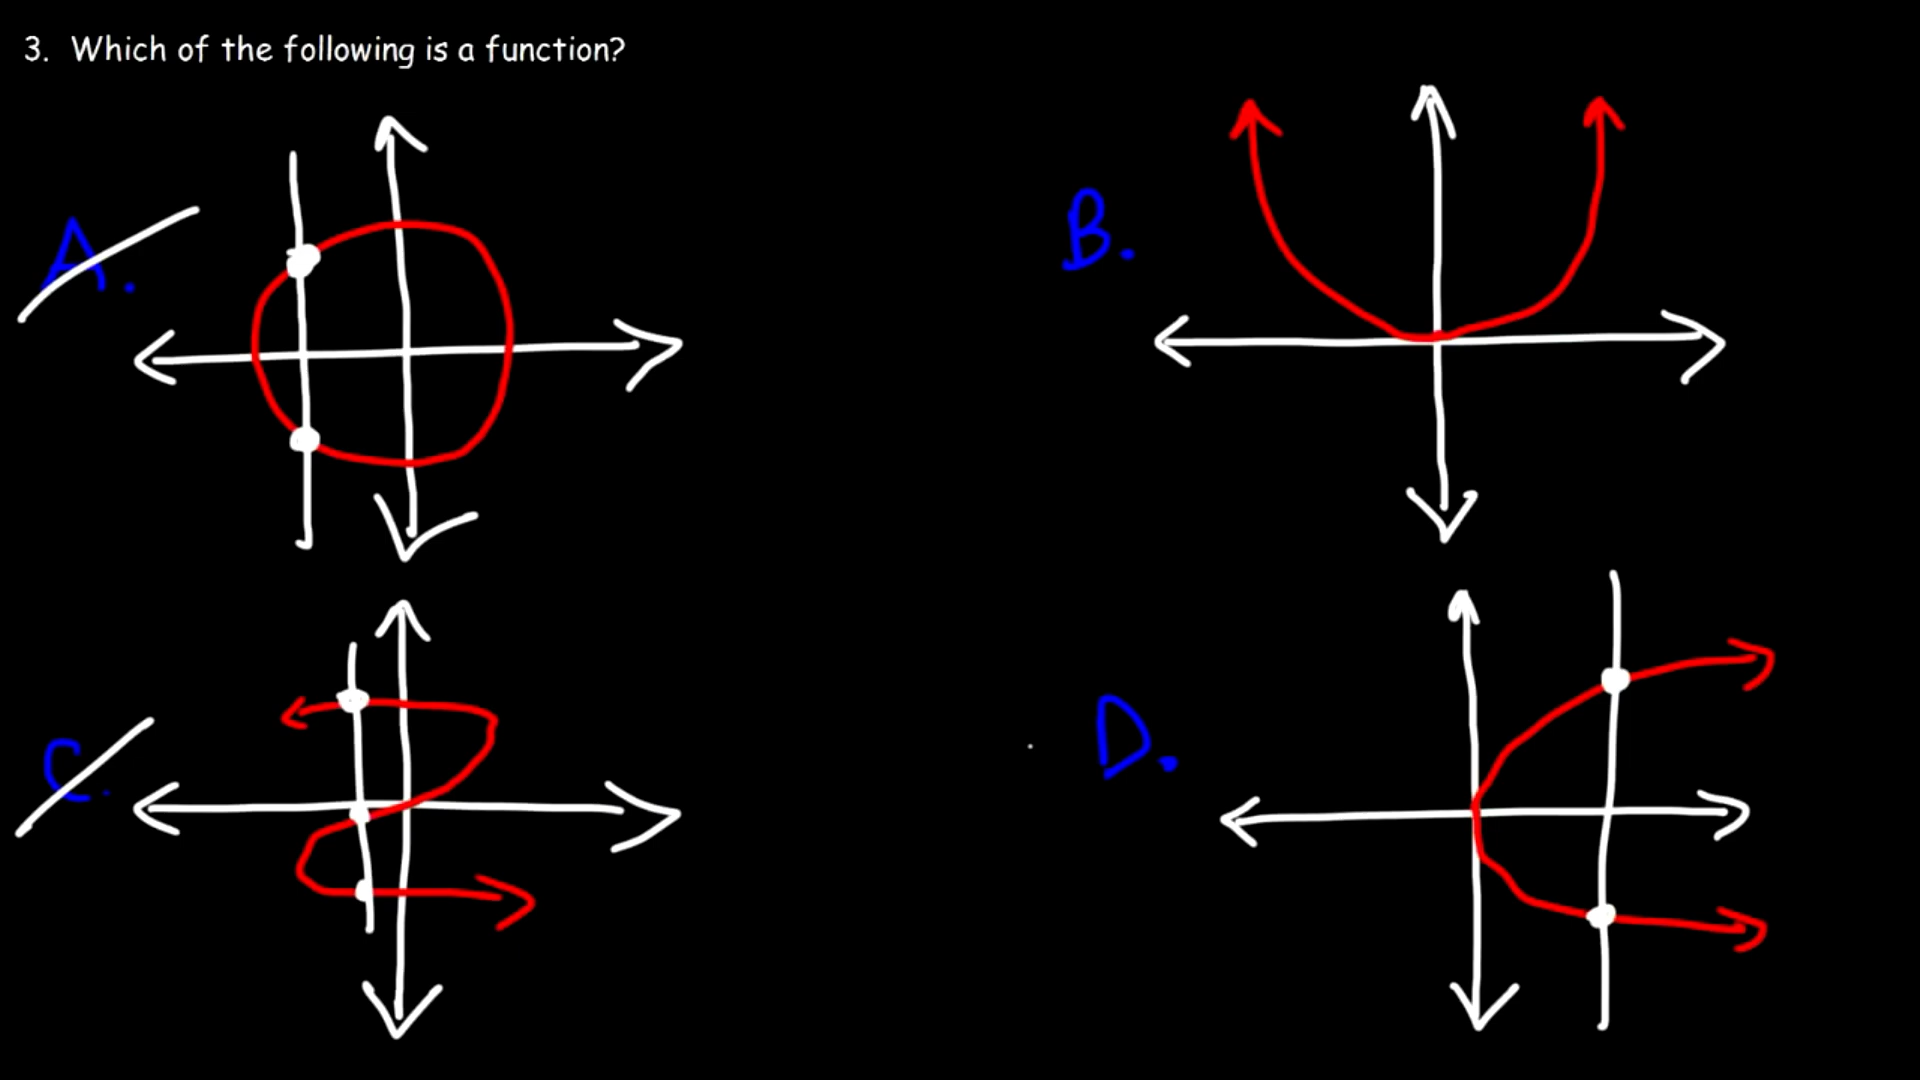 3. Which of the following is a function?
A.
B.
C.
D.